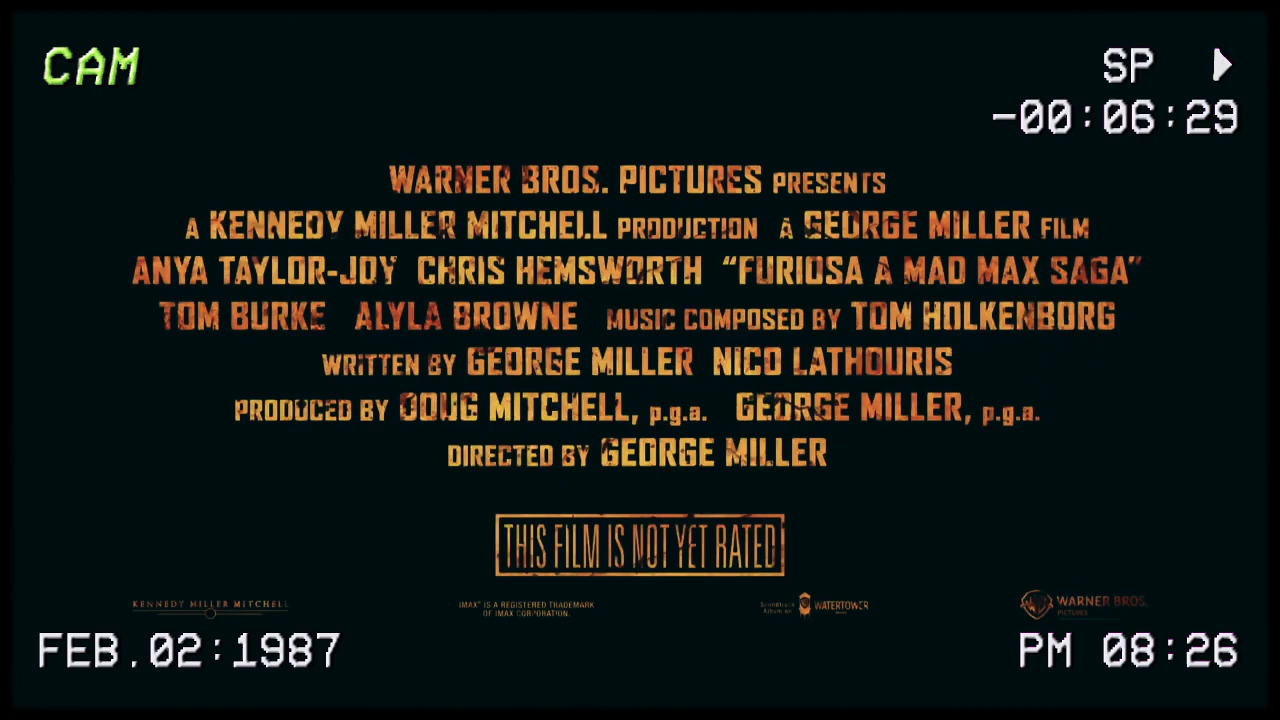 CAM
SP
-00:06:29
WARNER BROS. PICTURES PRESENTS
A KENNEDY MILLER MITCHELL PRODUCTION A GEORGE MILLER FILM
ANYA TAYLOR-JOY CHRIS HEMSWORTH “FURIOSA A MAD MAX SAGA”
TOM BURKE ALYLA BROWNE MUSIC COMPOSED BY TOM HOLKENBORG
WRITTEN BY GEORGE MILLER NICO LATHOURIS
PRODUCED BY DOUG MITCHELL, p.g.a. GEORGE MILLER, p.g.a.
DIRECTED BY GEORGE MILLER
THIS FILM IS NOT YET RATED
KENNEDY MILLER MITCHELL
IMAX® IS A REGISTERED TRADEMARK
OF IMAX CORPORATION.
Soundtrack
Album on
WATERTOWER
WARNER BROS.
PICTURES
FEB.02:1987
PM 08:26